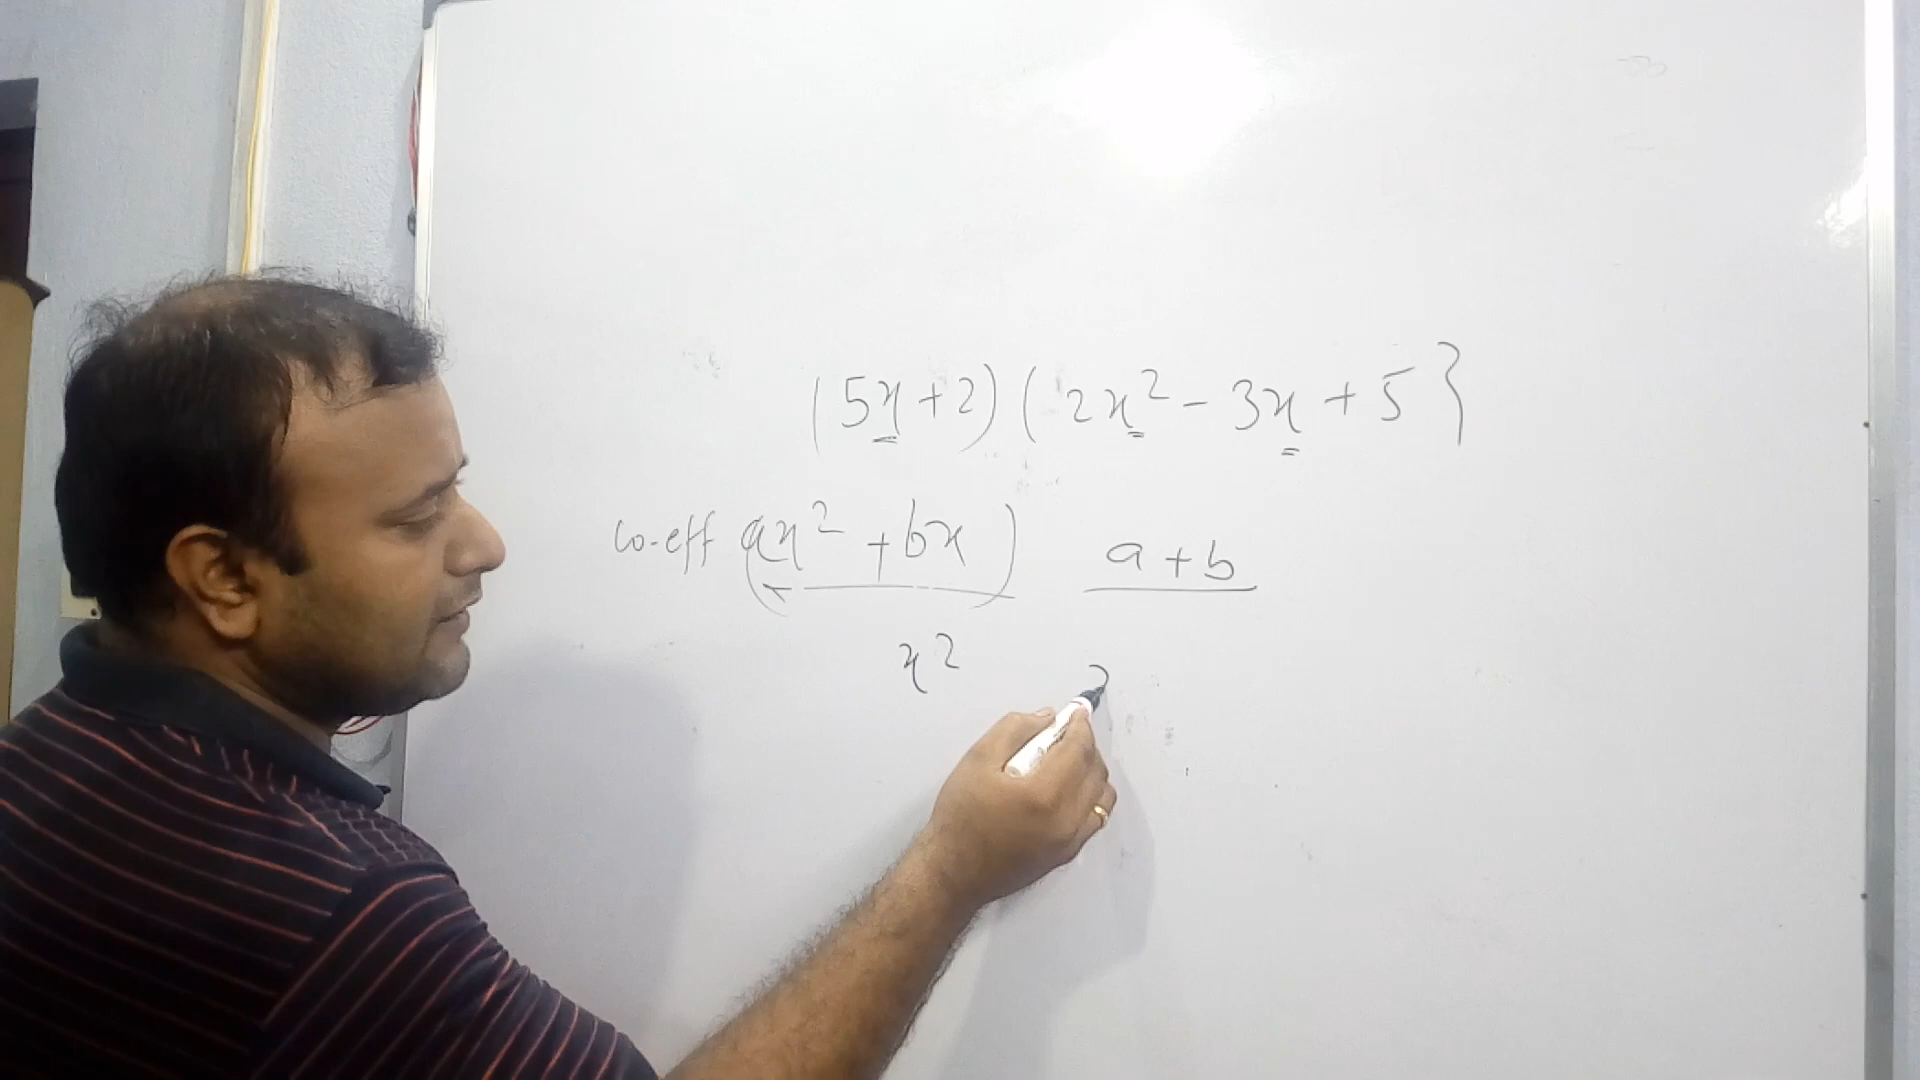 (5x+2)(2x²-3x+5}
co-eff (ax²+bx) a+b
x²